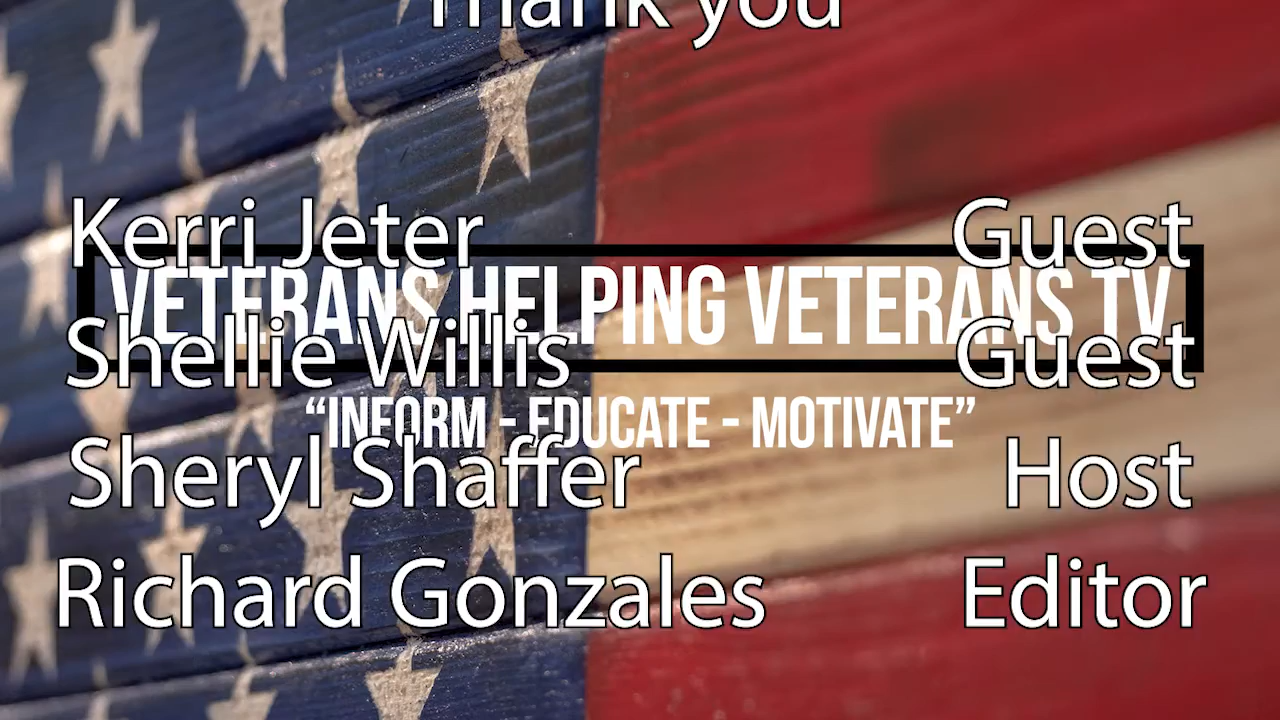 Thank you
Kerri Jeter Guest
VETERANS HELPING VETERANS TV
Shellie Willis Guest
“INFORM - EDUCATE - MOTIVATE”
Sheryl Shaffer Host
Richard Gonzales Editor